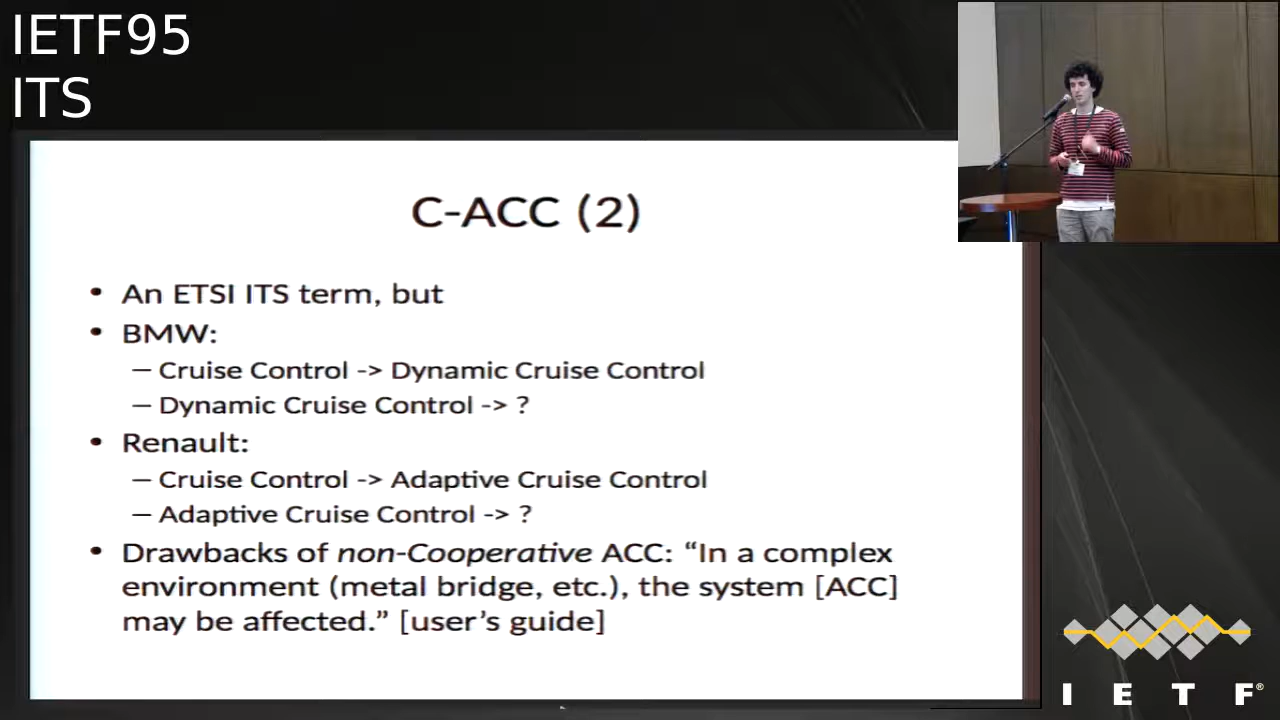 IETF95
ITS
C-ACC (2)
• An ETSI ITS term, but
• BMW:
– Cruise Control -> Dynamic Cruise Control
– Dynamic Cruise Control -> ?
• Renault:
– Cruise Control -> Adaptive Cruise Control
– Adaptive Cruise Control -> ?
• Drawbacks of non-Cooperative ACC: “In a complex
environment (metal bridge, etc.), the system [ACC]
may be affected.” [user’s guide]
I E T F®